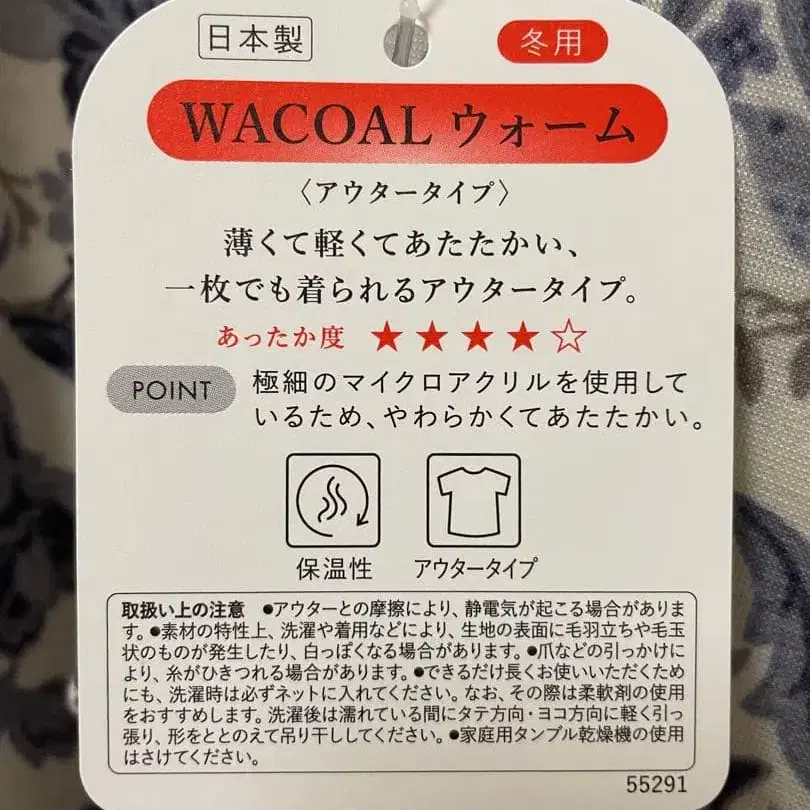 日本製
冬用
WACOAL ウォーム
〈アウタータイプ〉
薄くて軽くてあたたかい、
一枚でも着られるアウタータイプ。
あったか度 ★★★★☆
POINT
極細のマイクロアクリルを使用して
いるため、やわらかくてあたたかい。
保温性
アウタータイプ
取扱い上の注意 ●アウターとの摩擦により、静電気が起こる場合がありま
す。●素材の特性上、洗濯や着用などにより、生地の表面に毛羽立ちや毛玉
状のものが発生したり、白っぽくなる場合があります。●爪などの引っかけに
より、糸がひきつれる場合があります。●できるだけ長くお使いいただくため
にも、洗濯時は必ずネットに入れてください。なお、その際は柔軟剤の使用
をおすすめします。洗濯後は濡れている間にタテ方向・ヨコ方向に軽く引っ
張り、形をととのえて吊り干ししてください。●家庭用タンブル乾燥機の使用
はさけてください。
55291